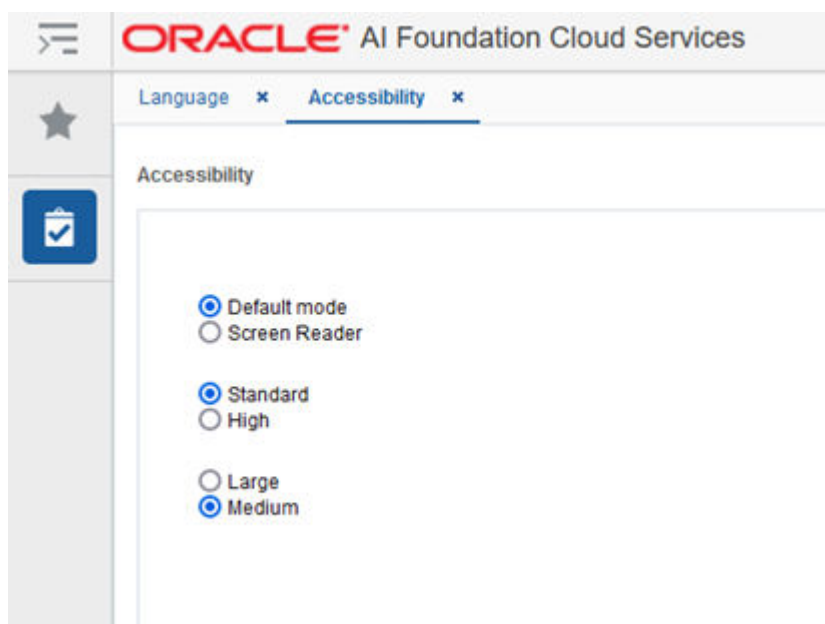 ORACLE AI Foundation Cloud Services
Language × Accessibility ×
Accessibility
Default mode
Screen Reader
Standard
High
Large
Medium